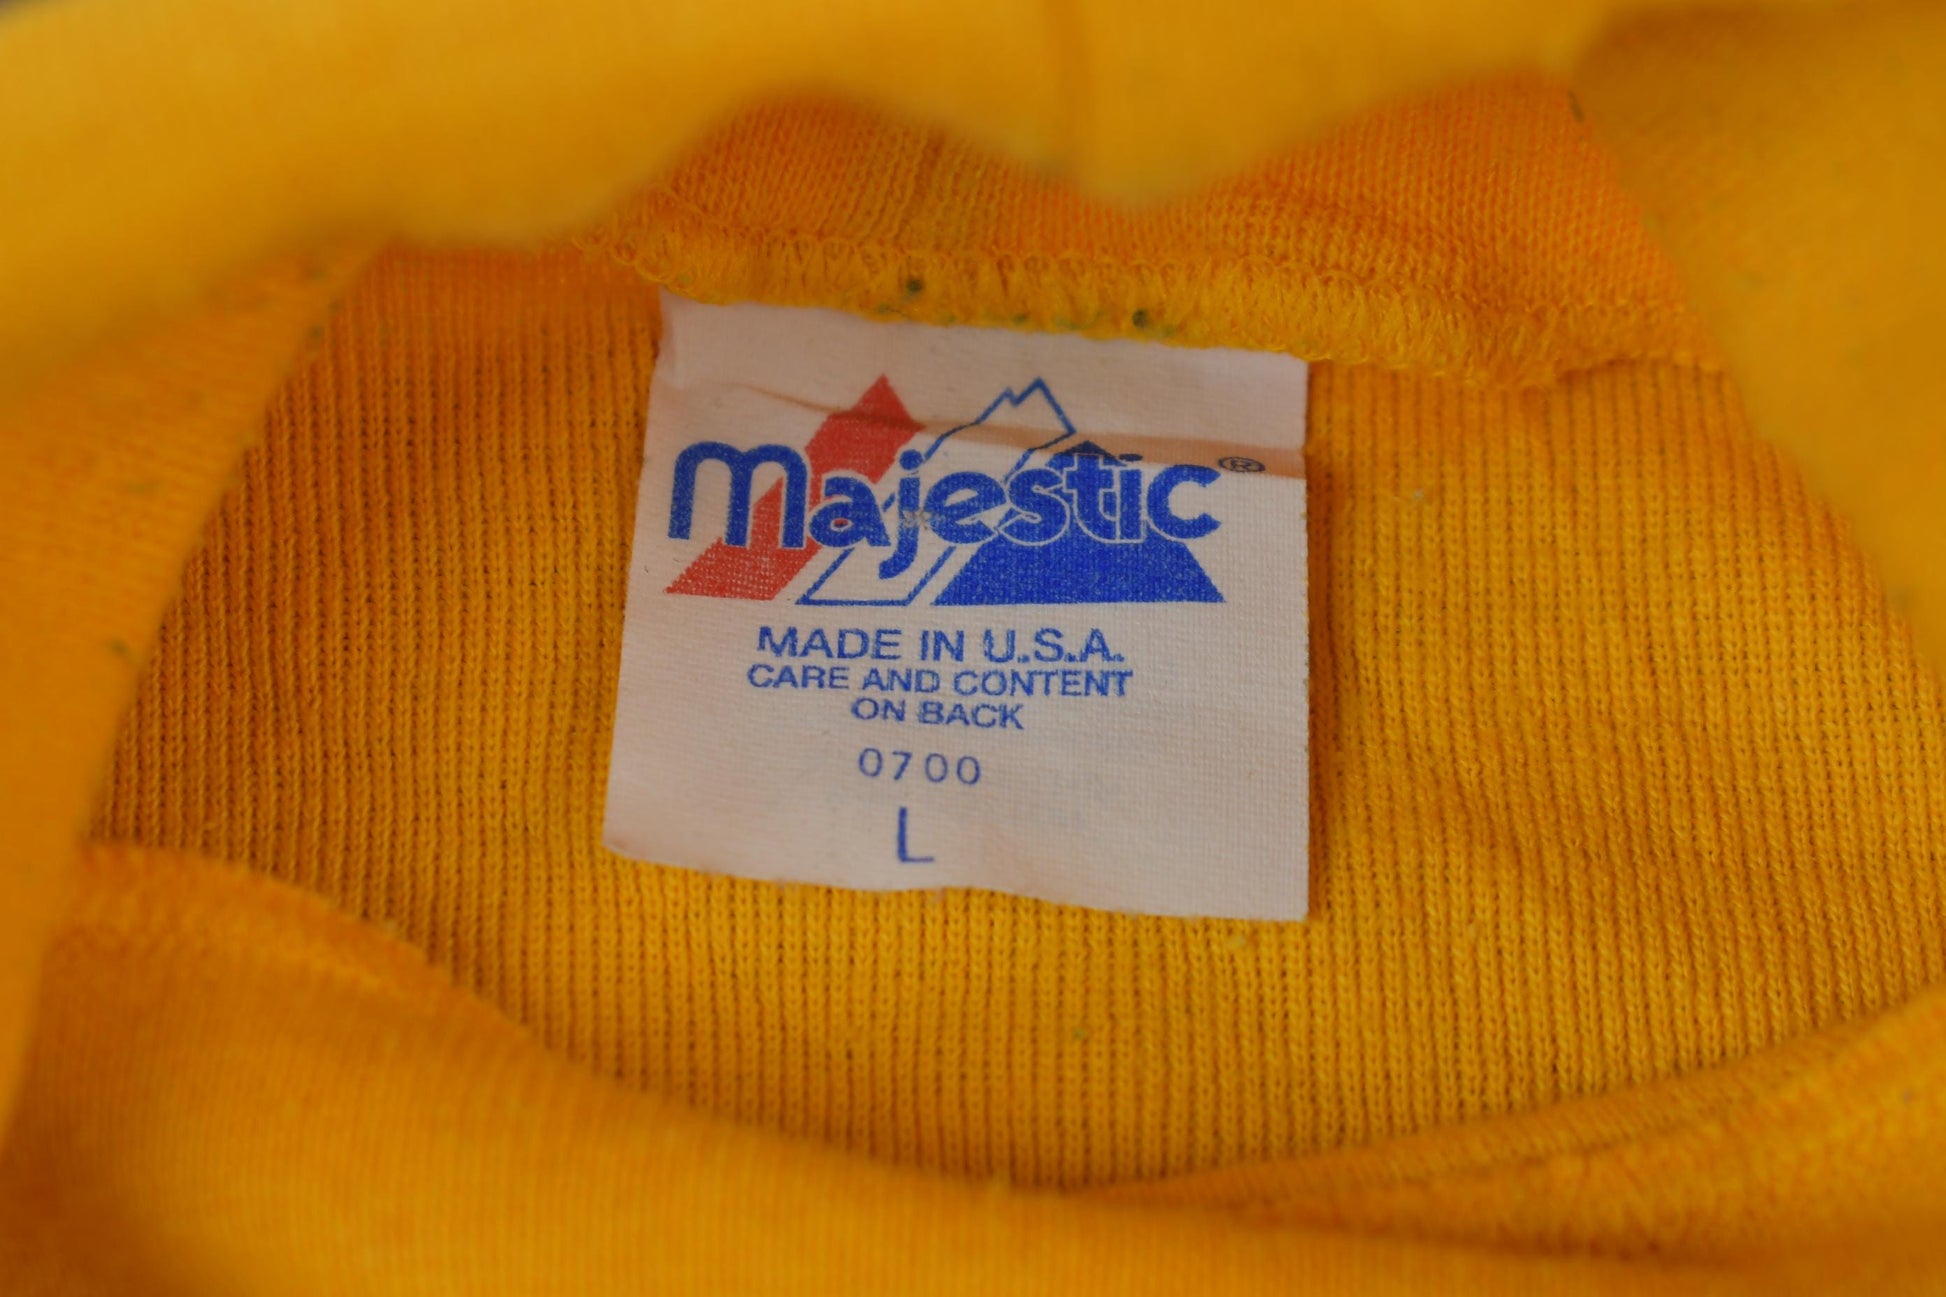 Majestic®
MADE IN U.S.A.
CARE AND CONTENT
ON BACK
0700
L